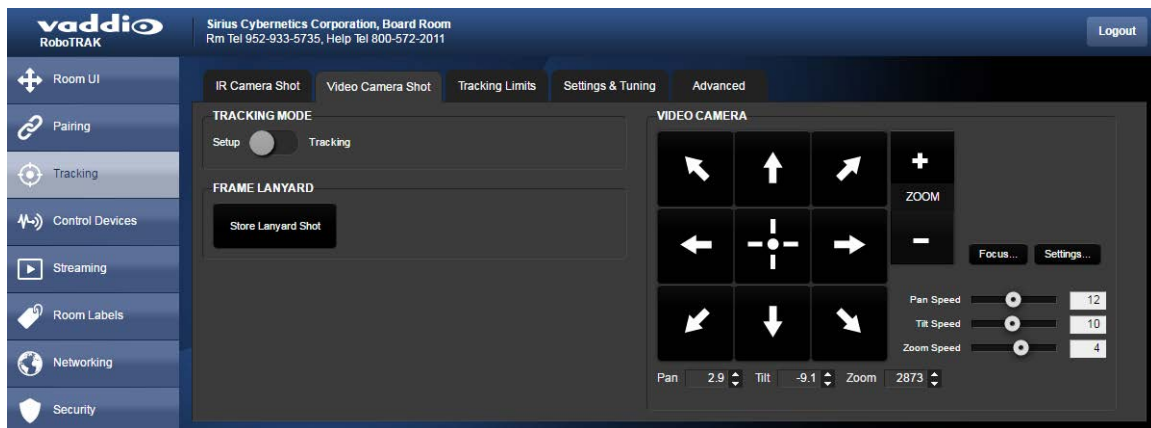 vaddio
RoboTRAK
Sirius Cybernetics Corporation, Board Room
Rm Tel 952-933-5735, Help Tel 800-572-2011
Logout
Room UI
Pairing
Tracking
Control Devices
Streaming
Room Labels
Networking
Security
IR Camera Shot
Video Camera Shot
Tracking Limits
Settings & Tuning
Advanced
TRACKING MODE
Setup
Tracking
FRAME LANYARD
Store Lanyard Shot
VIDEO CAMERA
+
ZOOM
−
Focus...
Settings...
Pan Speed 12
Tilt Speed 10
Zoom Speed 4
Pan 2.9 Tilt -9.1 Zoom 2873